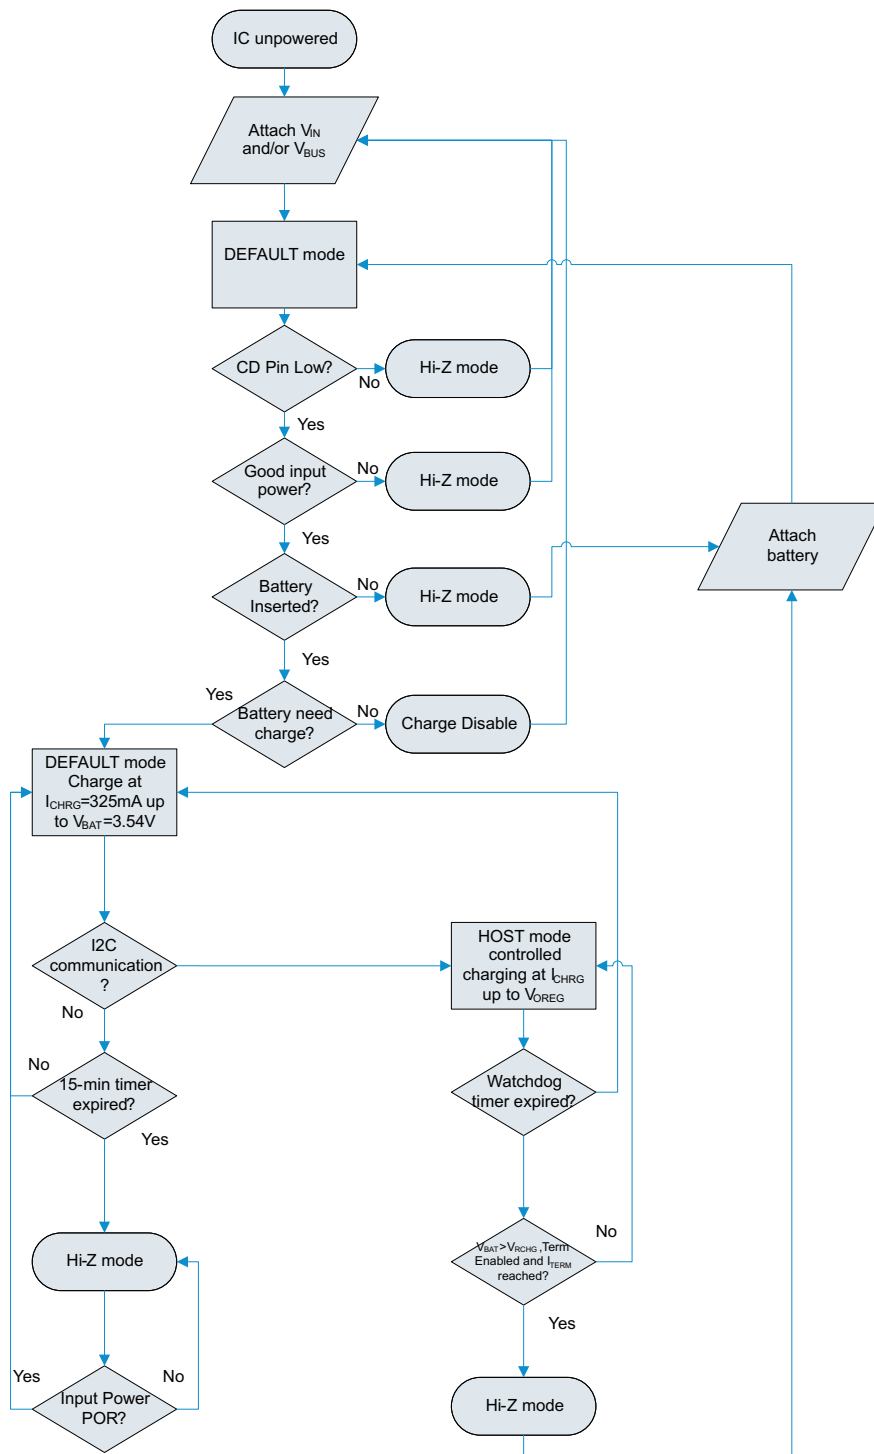 IC unpowered
Attach VIN
and/or VBUS
DEFAULT mode
CD Pin Low?
No
Hi-Z mode
Yes
Good input
power?
No
Hi-Z mode
Yes
Attach
battery
Battery
Inserted?
No
Hi-Z mode
Yes
Yes
Battery need
charge?
No
Charge Disable
DEFAULT mode
Charge at
ICHRG=325mA up
to VBAT=3.54V
I2C
communication
?
No
HOST mode
controlled
charging at ICHRG
up to VOREG
No
15-min timer
expired?
Yes
Watchdog
timer expired?
Hi-Z mode
VBAT>VRCHG,Term
Enabled and ITERM
reached?
No
Yes
Yes
Input Power
POR?
No
Hi-Z mode